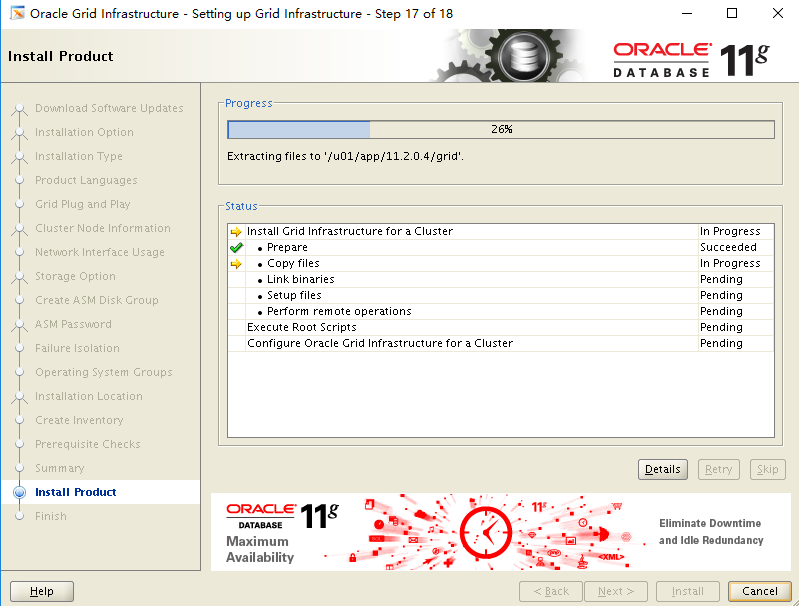 Oracle Grid Infrastructure - Setting up Grid Infrastructure - Step 17 of 18
Install Product
ORACLE
DATABASE
11g
Download Software Updates
Installation Option
Installation Type
Product Languages
Grid Plug and Play
Cluster Node Information
Network Interface Usage
Storage Option
Create ASM Disk Group
ASM Password
Failure Isolation
Operating System Groups
Installation Location
Create Inventory
Prerequisite Checks
Summary
Install Product
Finish
Progress
26%
Extracting files to '/u01/app/11.2.0.4/grid'.
Status
Install Grid Infrastructure for a Cluster In Progress
• Prepare Succeeded
• Copy files In Progress
• Link binaries Pending
• Setup files Pending
• Perform remote operations Pending
Execute Root Scripts Pending
Configure Oracle Grid Infrastructure for a Cluster Pending
Details Retry Skip
ORACLE
DATABASE
11g
Maximum
Availability
11g
<XML>
Eliminate Downtime
and Idle Redundancy
Help < Back Next > Install Cancel